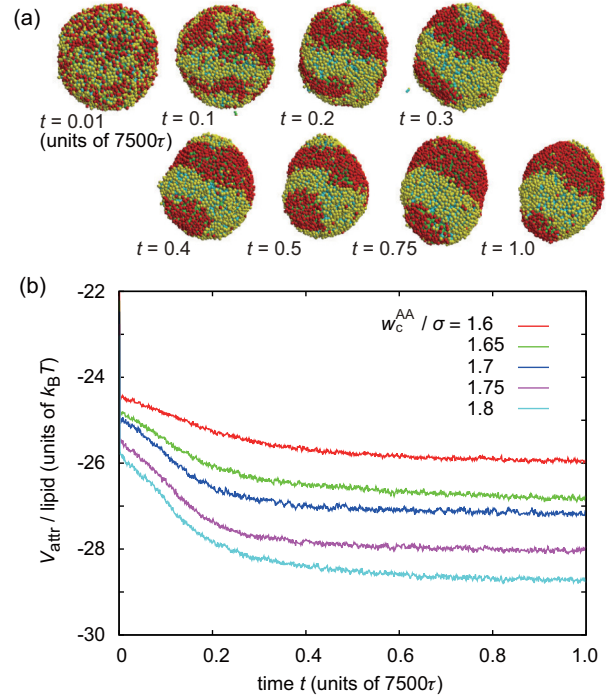 (a)
t = 0.01
(units of 7500τ)
t = 0.1
t = 0.2
t = 0.3
t = 0.4
t = 0.5
t = 0.75
t = 1.0
(b)
-22
-24
-26
-28
-30
V_attr / lipid (units of k_BT)
w_c^AA / σ = 1.6
1.65
1.7
1.75
1.8
0
0.2
0.4
0.6
0.8
1.0
time t (units of 7500τ)